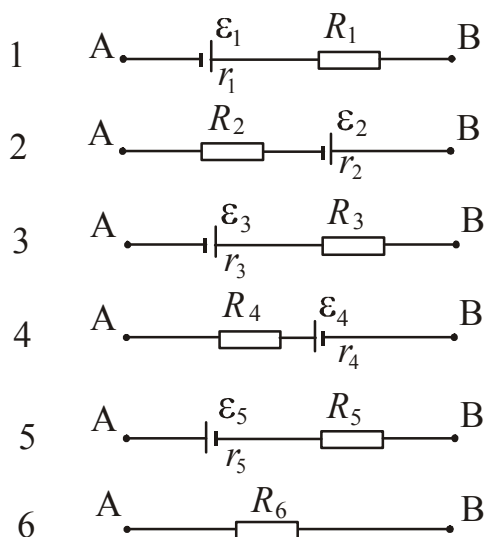 1 A ε₁ r₁ R₁ B
2 A R₂ ε₂ r₂ B
3 A ε₃ r₃ R₃ B
4 A R₄ ε₄ r₄ B
5 A ε₅ r₅ R₅ B
6 A R₆ B